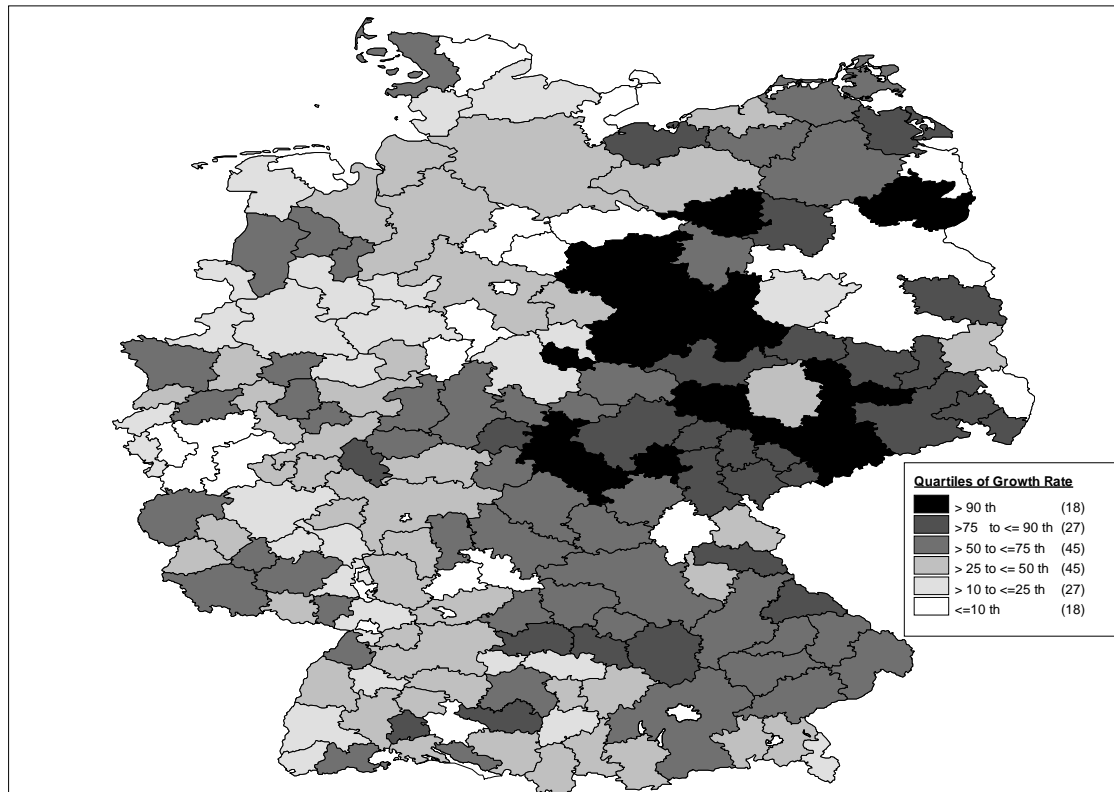 Quartiles of Growth Rate
> 90 th (18)
>75 to <= 90 th (27)
> 50 to <=75 th (45)
> 25 to <= 50 th (45)
> 10 to <=25 th (27)
<=10 th (18)